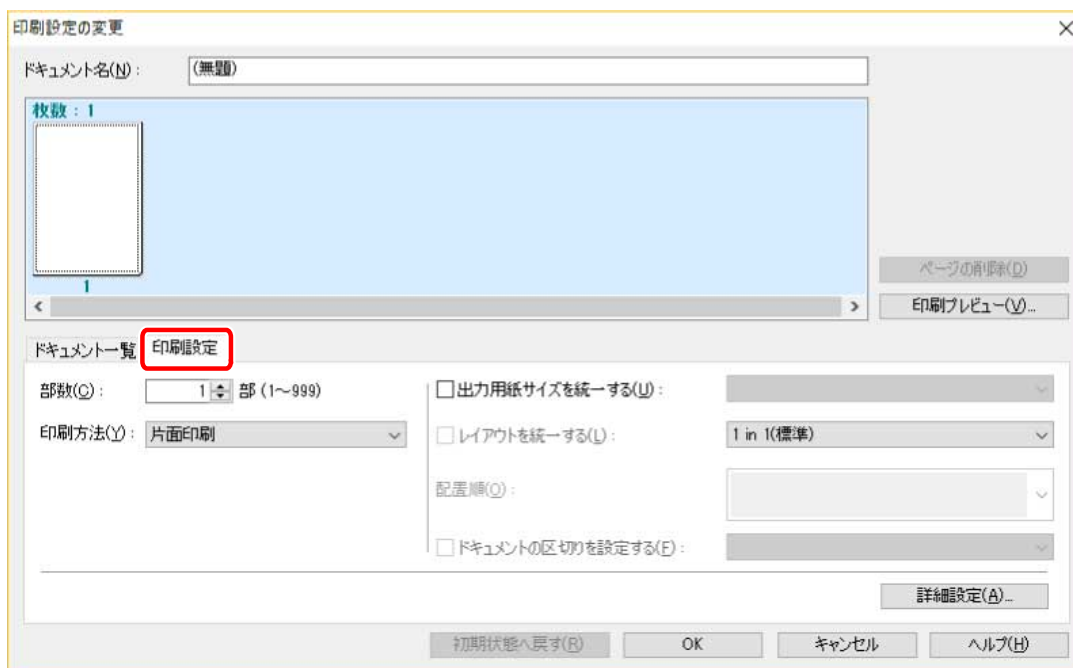 印刷設定の変更
ドキュメント名(N): (無題)
枚数：1
1
ページの削除(D)
印刷プレビュー(V)...
ドキュメント一覧 印刷設定
部数(C): 1 部 (1～999)
出力用紙サイズを統一する(U):
印刷方法(Y): 片面印刷
レイアウトを統一する(L): 1 in 1(標準)
配置順(O):
ドキュメントの区切りを設定する(F):
詳細設定(A)...
初期状態へ戻す(R) OK キャンセル ヘルプ(H)